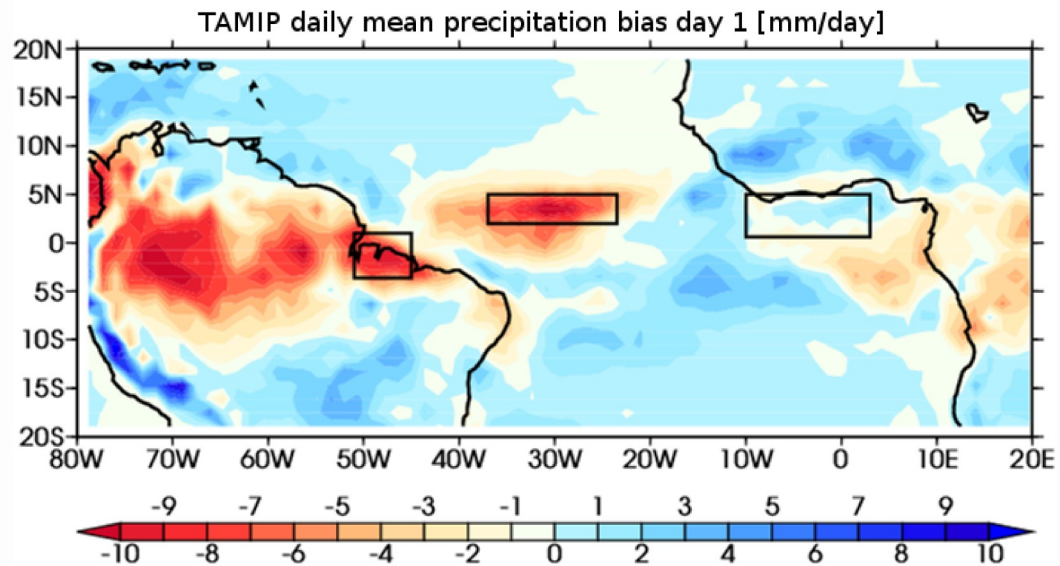 TAMIP daily mean precipitation bias day 1 [mm/day]
20N
15N
10N
5N
0
5S
10S
15S
20S
80W 70W 60W 50W 40W 30W 20W 10W 0 10E 20E
-9 -7 -5 -3 -1 1 3 5 7 9
-10 -8 -6 -4 -2 0 2 4 6 8 10